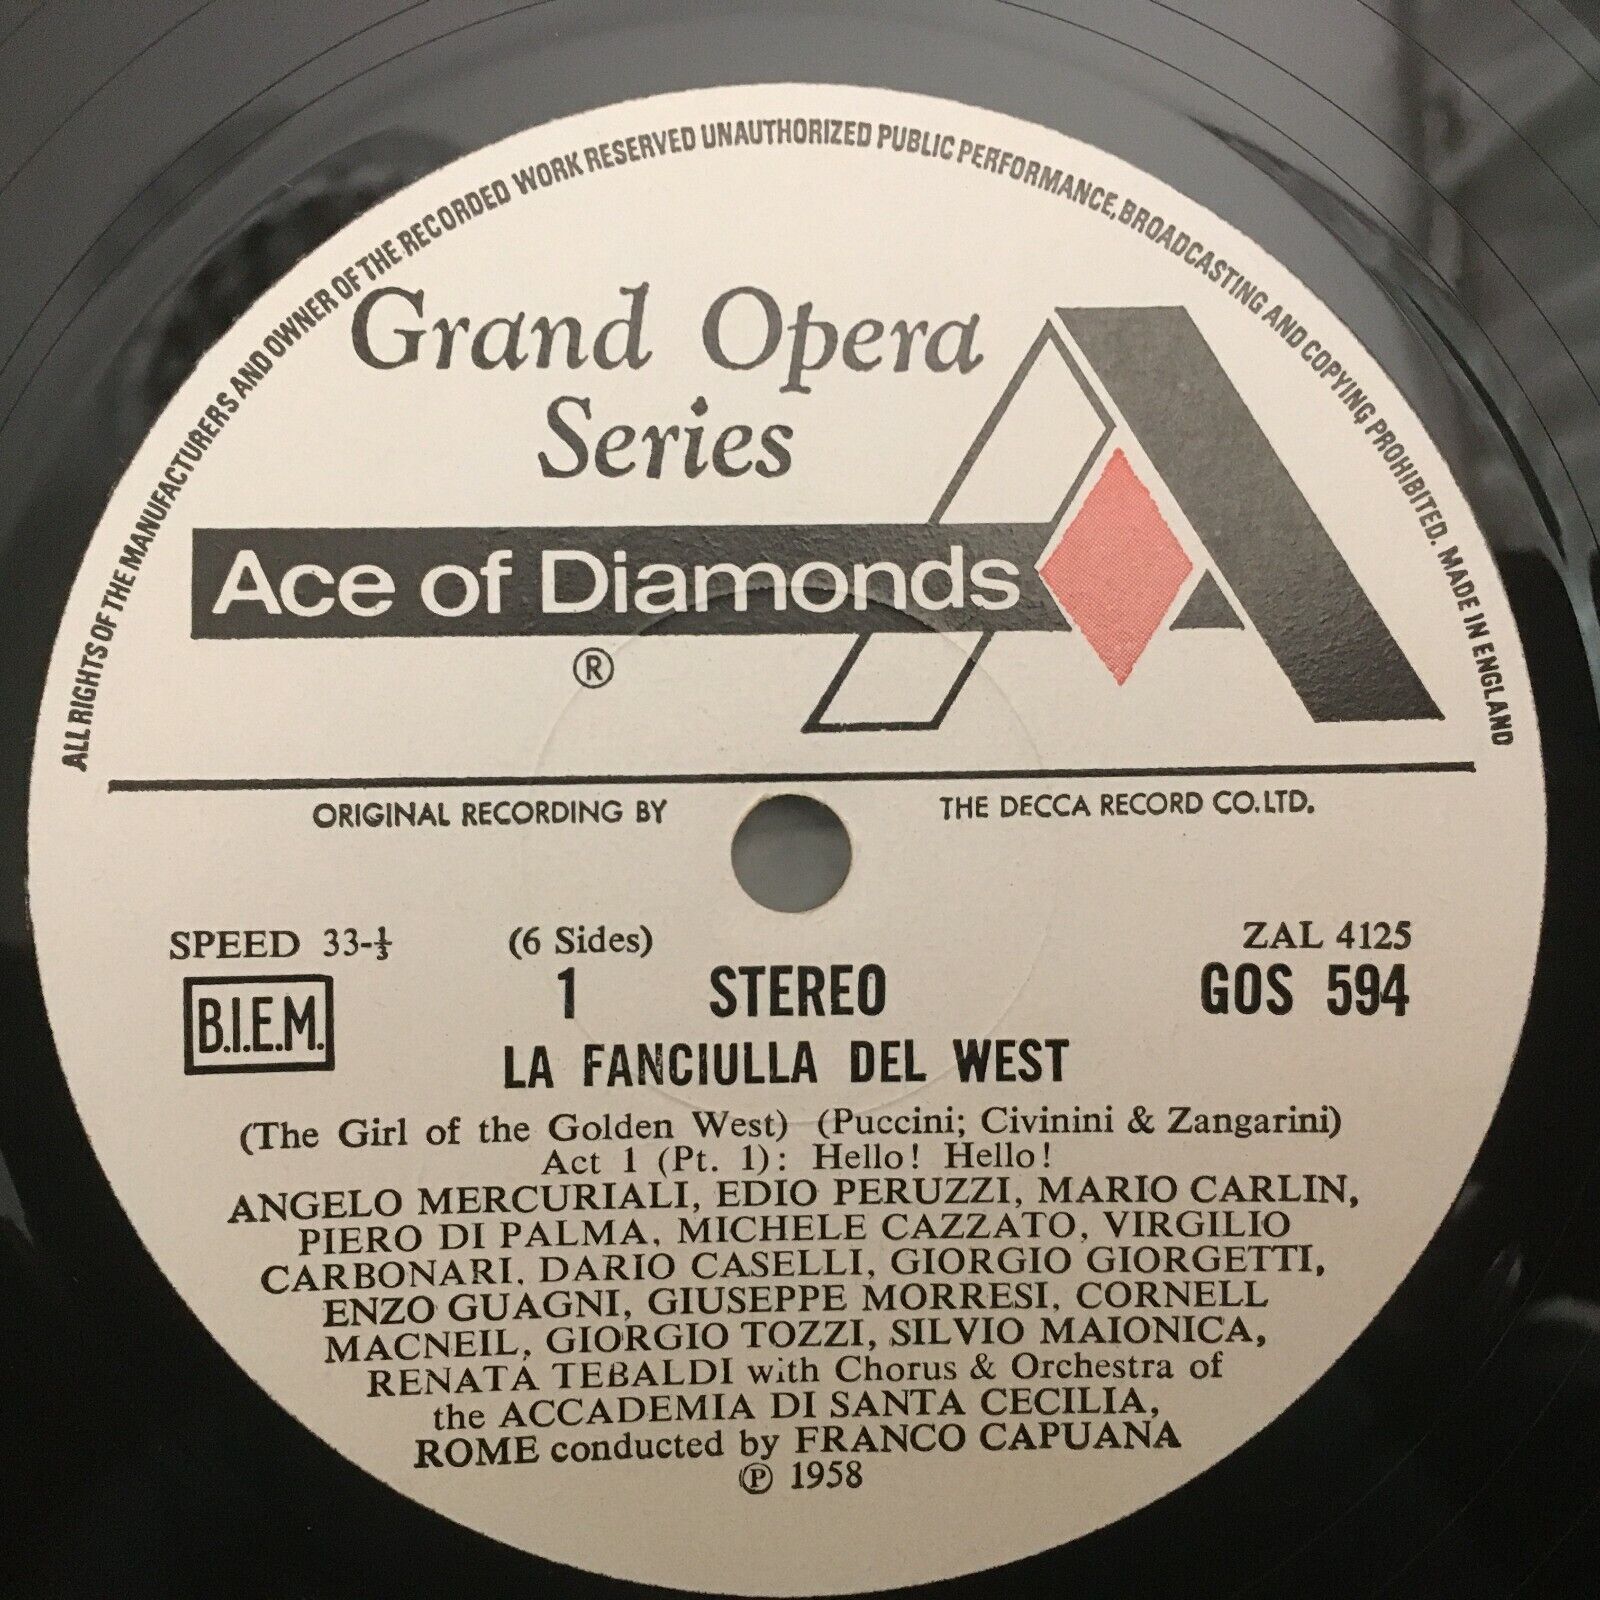 ALL RIGHTS OF THE MANUFACTURERS AND OWNER OF THE RECORDED WORK RESERVED UNAUTHORIZED PUBLIC PERFORMANCE, BROADCASTING AND COPYING PROHIBITED. MADE IN ENGLAND
Grand Opera
Series
Ace of Diamonds
®
ORIGINAL RECORDING BY THE DECCA RECORD CO. LTD.
SPEED 33-⅓ (6 Sides) ZAL 4125
B.I.E.M. 1 STEREO GOS 594
LA FANCIULLA DEL WEST
(The Girl of the Golden West) (Puccini; Civinini & Zangarini)
Act 1 (Pt. 1): Hello! Hello!
ANGELO MERCURIALI, EDIO PERUZZI, MARIO CARLIN,
PIERO DI PALMA, MICHELE CAZZATO, VIRGILIO
CARBONARI, DARIO CASELLI, GIORGIO GIORGETTI,
ENZO GUAGNI, GIUSEPPE MORRESI, CORNELL
MACNEIL, GIORGIO TOZZI, SILVIO MAIONICA,
RENATA TEBALDI with Chorus & Orchestra of
the ACCADEMIA DI SANTA CECILIA,
ROME conducted by FRANCO CAPUANA
℗ 1958